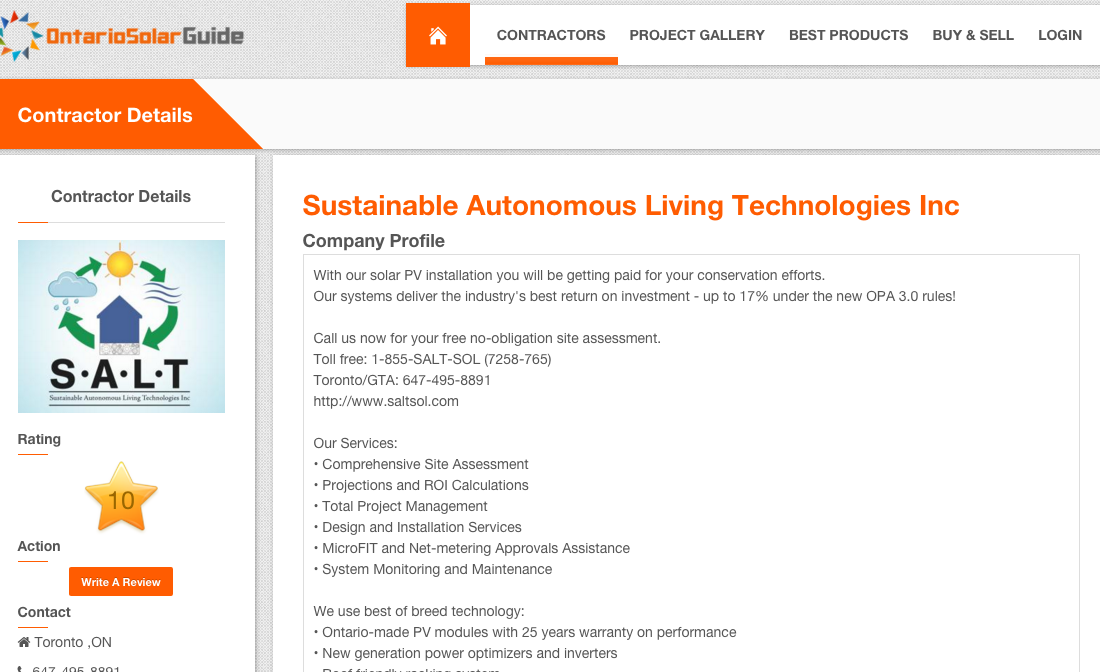 OntarioSolarGuide
CONTRACTORS PROJECT GALLERY BEST PRODUCTS BUY & SELL LOGIN
Contractor Details
Contractor Details
S·A·L·T
Sustainable Autonomous Living Technologies Inc
Rating
10
Action
Write A Review
Contact
Toronto ,ON
647-495-8891
Sustainable Autonomous Living Technologies Inc
Company Profile
With our solar PV installation you will be getting paid for your conservation efforts.
Our systems deliver the industry's best return on investment - up to 17% under the new OPA 3.0 rules!
Call us now for your free no-obligation site assessment.
Toll free: 1-855-SALT-SOL (7258-765)
Toronto/GTA: 647-495-8891
http://www.saltsol.com
Our Services:
• Comprehensive Site Assessment
• Projections and ROI Calculations
• Total Project Management
• Design and Installation Services
• MicroFIT and Net-metering Approvals Assistance
• System Monitoring and Maintenance
We use best of breed technology:
• Ontario-made PV modules with 25 years warranty on performance
• New generation power optimizers and inverters
• Roof friendly racking system